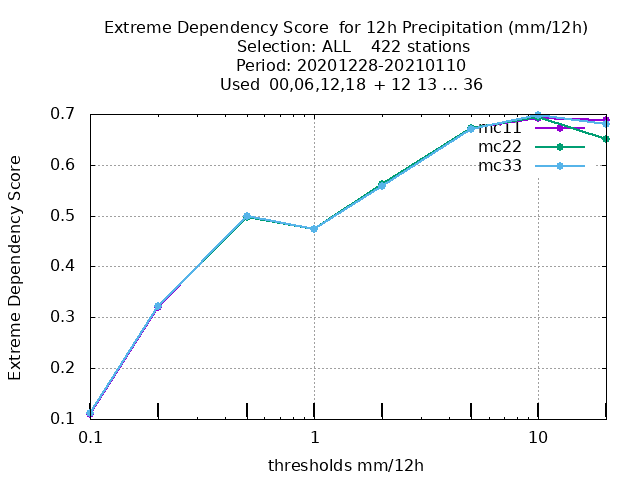 Extreme Dependency Score  for 12h Precipitation (mm/12h)
Selection: ALL    422 stations
Period: 20201228-20210110
Used  00,06,12,18  + 12 13 ... 36
Extreme Dependency Score
0.7
0.6
0.5
0.4
0.3
0.2
0.1
mc11
mc22
mc33
0.1 1 10
thresholds mm/12h